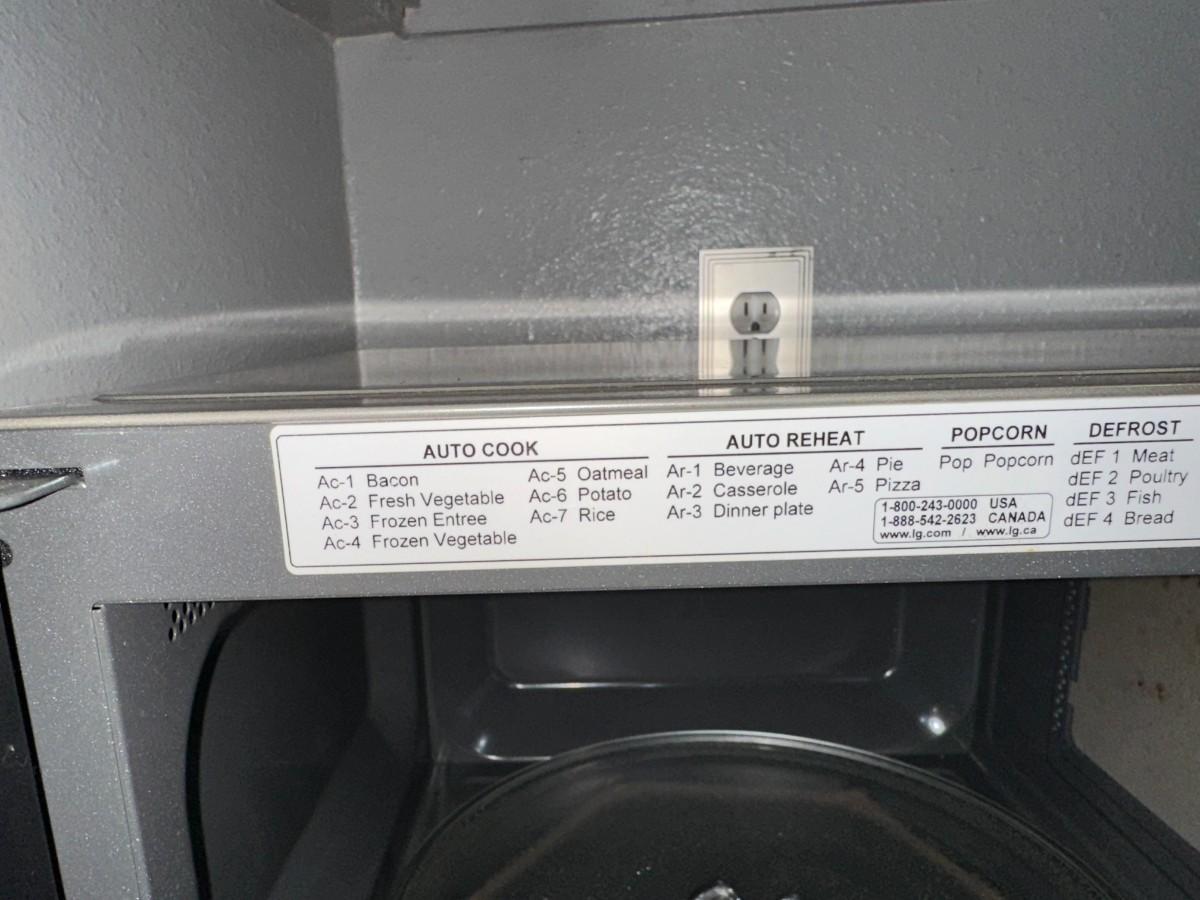 AUTO COOK
Ac-1 Bacon
Ac-2 Fresh Vegetable
Ac-3 Frozen Entree
Ac-4 Frozen Vegetable
Ac-5 Oatmeal
Ac-6 Potato
Ac-7 Rice
AUTO REHEAT
Ar-1 Beverage
Ar-2 Casserole
Ar-3 Dinner plate
Ar-4 Pie
Ar-5 Pizza
POPCORN
Pop Popcorn
1-800-243-0000 USA
1-888-542-2623 CANADA
www.lg.com / www.lg.ca
DEFROST
dEF 1 Meat
dEF 2 Poultry
dEF 3 Fish
dEF 4 Bread